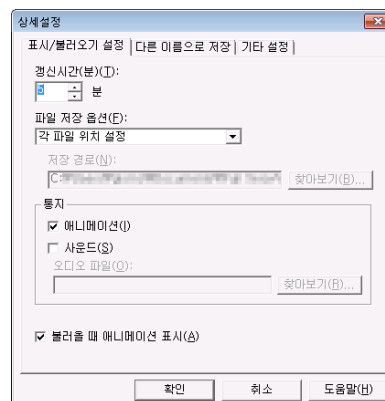 상세설정
표시/불러오기 설정 | 다른 이름으로 저장 | 기타 설정 |
갱신시간(분)(T):
5 분
파일 저장 옵션(F):
각 파일 위치 설정
저장 경로(N):
C: 찾아보기(B)...
통지
애니메이션(I)
사운드(S)
오디오 파일(O):
찾아보기(R)...
불러올 때 애니메이션 표시(A)
확인 취소 도움말(H)